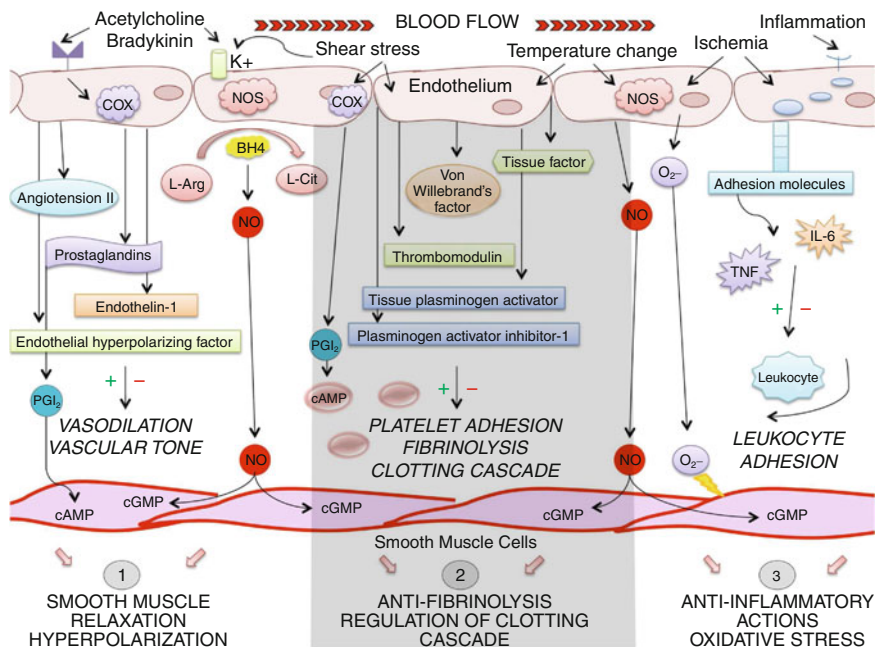 Acetylcholine
Bradykinin
BLOOD FLOW
Inflammation
K+
Shear stress
Temperature change
Ischemia
COX
NOS
COX
Endothelium
NOS
BH4
L-Arg
L-Cit
Angiotension II
Von
Willebrand's
factor
Tissue factor
O2–
Adhesion molecules
NO
NO
IL-6
TNF
Prostaglandins
Thrombomodulin
Endothelin-1
Tissue plasminogen activator
+ –
Endothelial hyperpolarizing factor
PGI2
Plasminogen activator inhibitor-1
+ –
PGI2
cAMP
+ –
Leukocyte
VASODILATION
VASCULAR TONE
PLATELET ADHESION
FIBRINOLYSIS
CLOTTING CASCADE
LEUKOCYTE
ADHESION
NO
NO
O2–
cAMP
cGMP
cGMP
cGMP
cGMP
Smooth Muscle Cells
1
SMOOTH MUSCLE
RELAXATION
HYPERPOLARIZATION
2
ANTI-FIBRINOLYSIS
REGULATION OF CLOTTING
CASCADE
3
ANTI-INFLAMMATORY
ACTIONS
OXIDATIVE STRESS